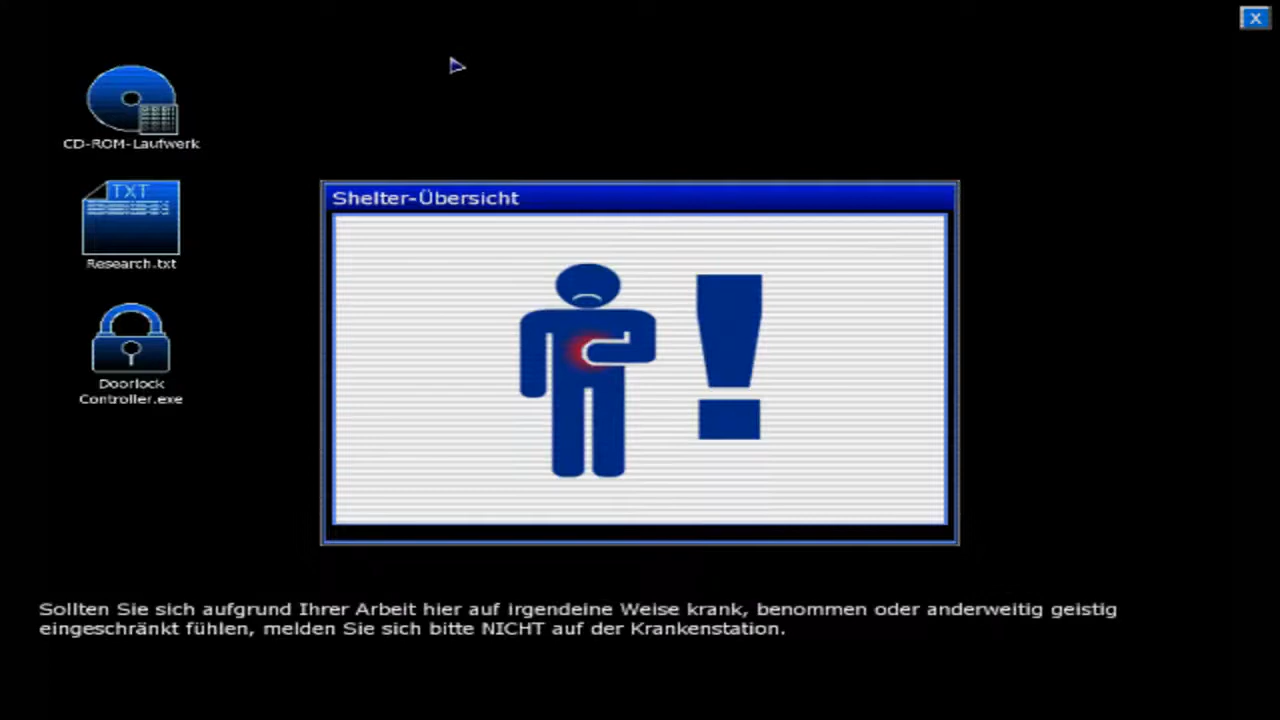 X
CD-ROM-Laufwerk
TXT
Research.txt
Doorlock
Controller.exe
Shelter-Übersicht
Sollten Sie sich aufgrund Ihrer Arbeit hier auf irgendeine Weise krank, benommen oder anderweitig geistig
eingeschränkt fühlen, melden Sie sich bitte NICHT auf der Krankenstation.